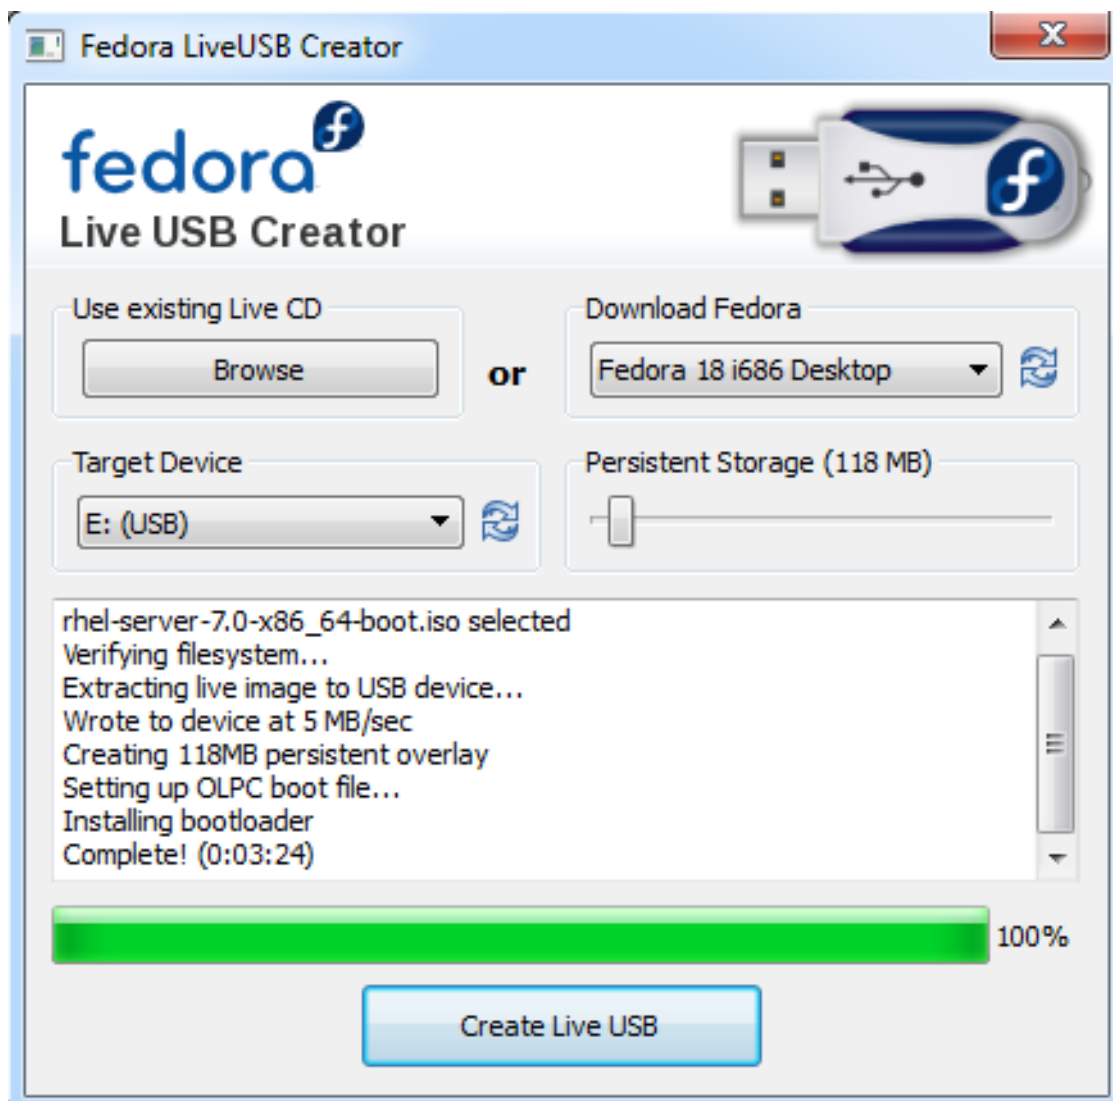 Fedora LiveUSB Creator
fedora
Live USB Creator
Use existing Live CD
Browse
or
Download Fedora
Fedora 18 i686 Desktop
Target Device
E: (USB)
Persistent Storage (118 MB)
rhel-server-7.0-x86_64-boot.iso selected
Verifying filesystem...
Extracting live image to USB device...
Wrote to device at 5 MB/sec
Creating 118MB persistent overlay
Setting up OLPC boot file...
Installing bootloader
Complete! (0:03:24)
100%
Create Live USB